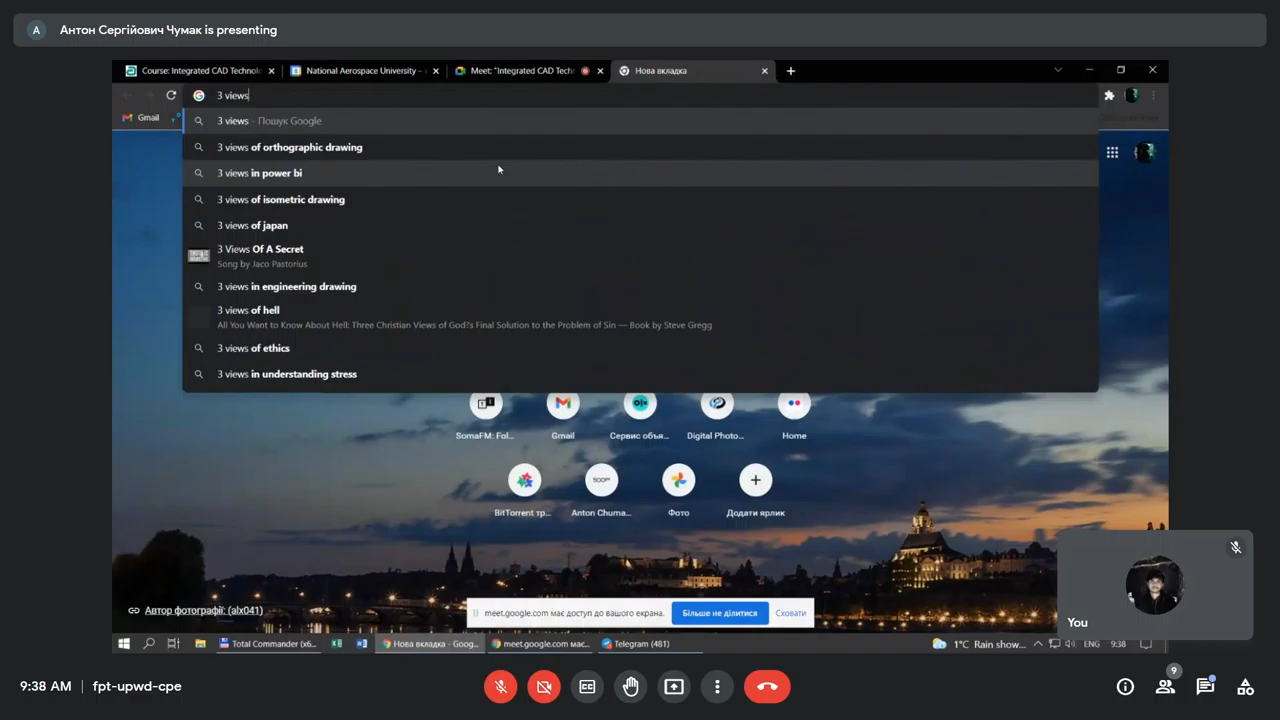 A Антон Сергійович Чумак is presenting
Course: Integrated CAD Technolo
National Aerospace University -
Meet: "Integrated CAD Tech
Нова вкладка
3 views
Gmail
3 views - Пошук Google
3 views of orthographic drawing
3 views in power bi
3 views of isometric drawing
3 views of japan
3 Views Of A Secret
Song by Jaco Pastorius
3 views in engineering drawing
3 views of hell
All You Want to Know About Hell: Three Christian Views of God?s Final Solution to the Problem of Sin — Book by Steve Gregg
3 views of ethics
3 views in understanding stress
SomaFM: Fol... Gmail Сервис объя... Digital Photo... Home
BitTorrent тр... Anton Chuma... Фото Додати ярлик
Автор фотографії: (alx041)
meet.google.com має доступ до вашого екрана. Більше не ділитися Сховати
You
Total Commander (x6... Нова вкладка - Goog... meet.google.com має... Telegram (481) 1°C Rain show... ENG 9:38
9:38 AM | fpt-upwd-cpe
9